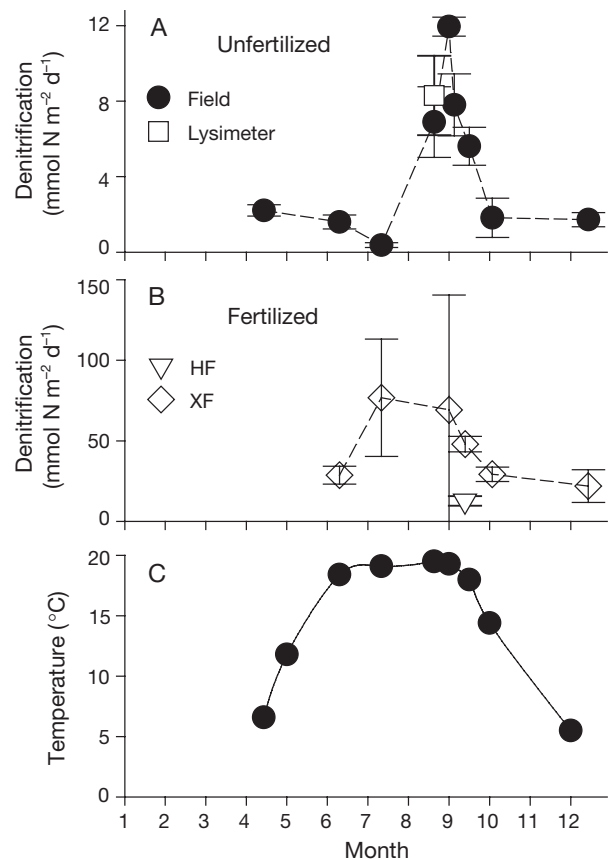 A
Unfertilized
Field
Lysimeter
Denitrification
(mmol N m⁻² d⁻¹)
12
8
4
0
B
Fertilized
HF
XF
Denitrification
(mmol N m⁻² d⁻¹)
150
100
50
0
C
Temperature (°C)
20
15
10
5
0
1 2 3 4 5 6 7 8 9 10 11 12
Month